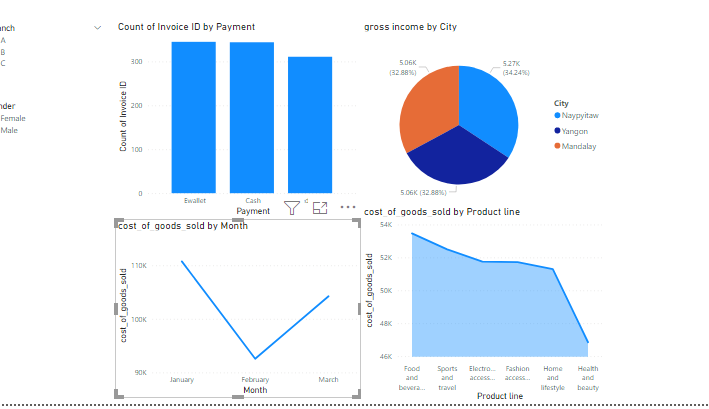 Count of Invoice ID by Payment
gross income by City
anch
A
B
C
nder
Female
Male
Count of Invoice ID
300
200
100
0
Ewallet
Cash
Payment
5.06K
(32.88%)
5.27K
(34.24%)
5.06K (32.88%)
City
Naypyitaw
Yangon
Mandalay
cost_of_goods_sold by Month
cost_of_goods_sold
110K
100K
90K
January
February
March
Month
cost_of_goods_sold by Product line
cost_of_goods_sold
54K
52K
50K
48K
46K
Food
and
bevera...
Sports
and
travel
Electro...
access...
Fashion
access...
Home
and
lifestyle
Health
and
beauty
Product line